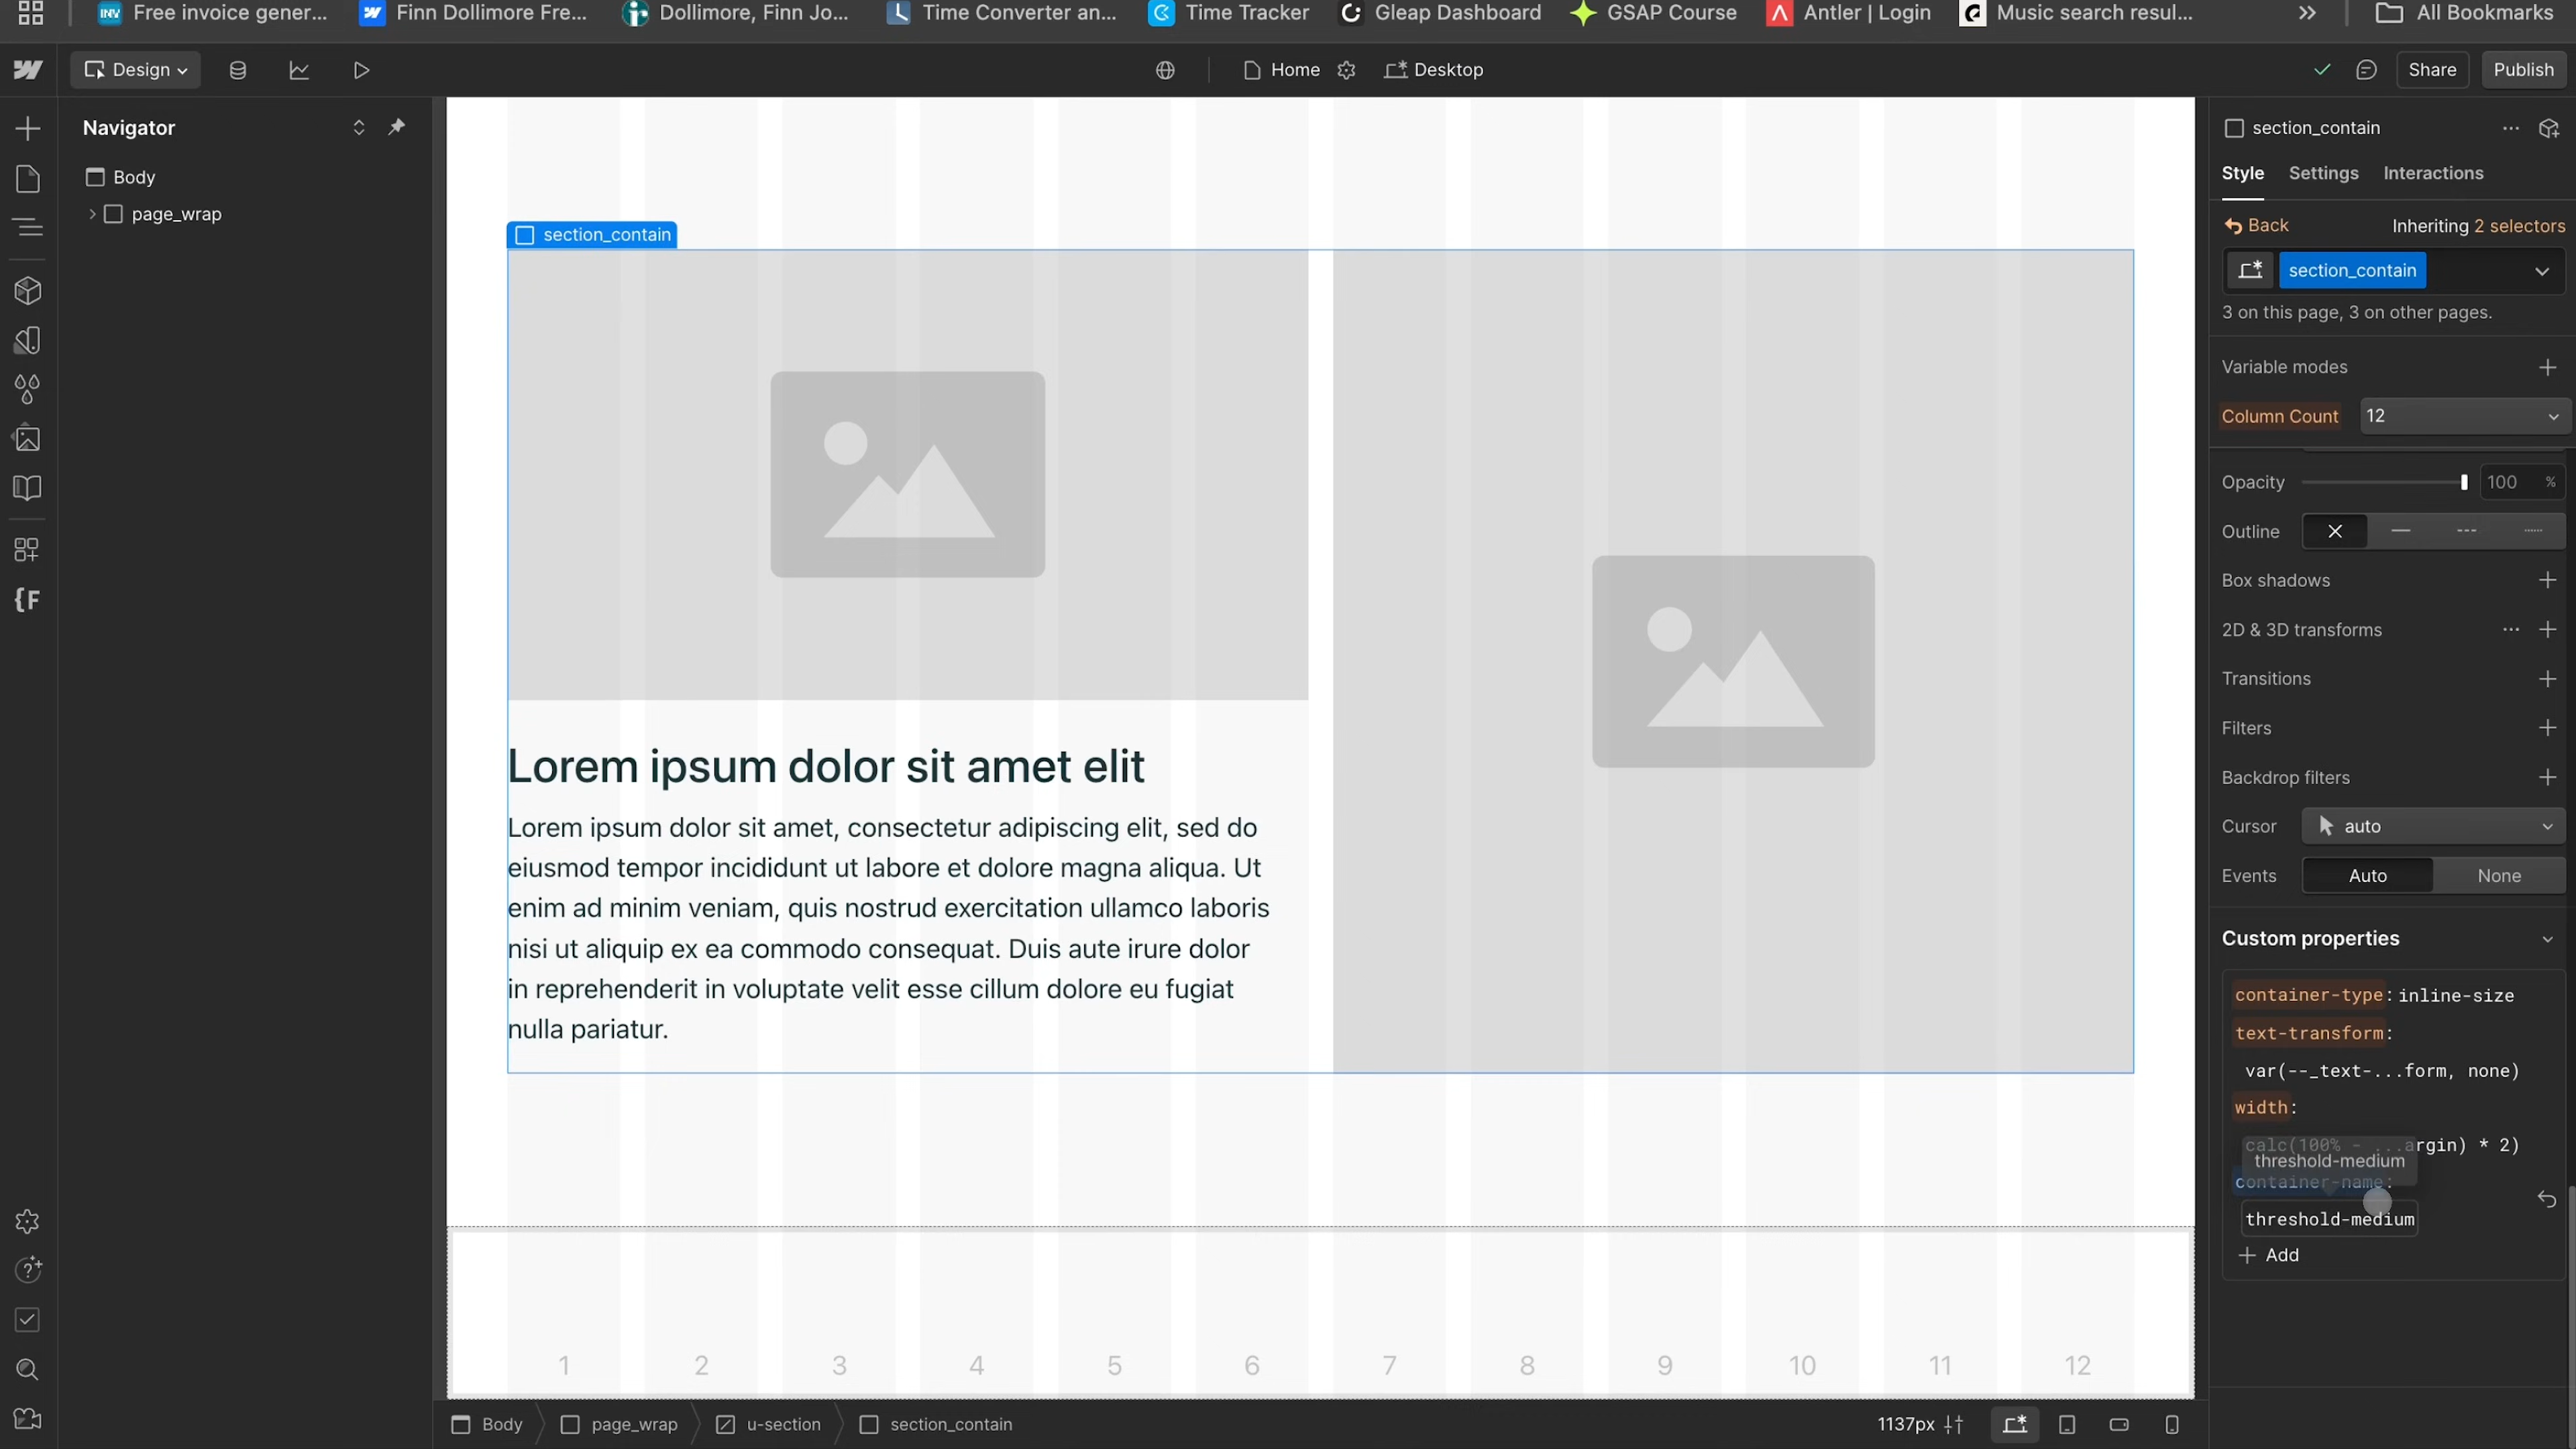 Free invoice gener...
Finn Dollimore Fre...
Dollimore, Finn Jo...
Time Converter an...
Time Tracker
Gleap Dashboard
GSAP Course
Antler | Login
Music search resul...
All Bookmarks
Design
Home
Desktop
Share
Publish
Navigator
Body
page_wrap
section_contain
Lorem ipsum dolor sit amet elit
Lorem ipsum dolor sit amet, consectetur adipiscing elit, sed do
eiusmod tempor incididunt ut labore et dolore magna aliqua. Ut
enim ad minim veniam, quis nostrud exercitation ullamco laboris
nisi ut aliquip ex ea commodo consequat. Duis aute irure dolor
in reprehenderit in voluptate velit esse cillum dolore eu fugiat
nulla pariatur.
1 2 3 4 5 6 7 8 9 10 11 12
Body
page_wrap
u-section
section_contain
1137px
section_contain
Style Settings Interactions
Back
Inheriting 2 selectors
section_contain
3 on this page, 3 on other pages.
Variable modes
Column Count 12
Opacity 100 %
Outline
Box shadows
2D & 3D transforms
Transitions
Filters
Backdrop filters
Cursor auto
Events Auto None
Custom properties
container-type: inline-size
text-transform:
var(--_text-...form, none)
width:
calc(100% - ...argin) * 2)
threshold-medium
container-name:
threshold-medium
Add